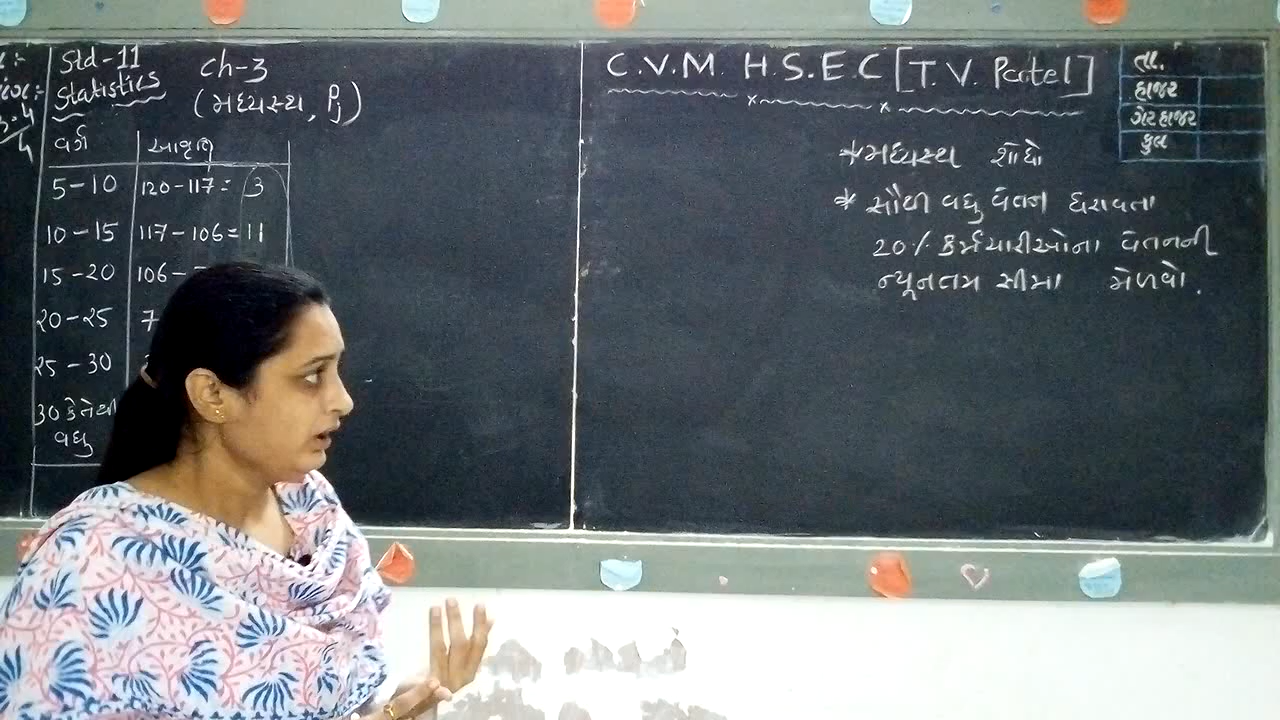 Std-11
Statistics
Ch-3
(મધ્યસ્થ, Pj)
વર્ગ આવૃત્તિ
5-10 120-117= 3
10-15 117-106=11
15-20 106-
20-25 7
25-30
30 કે તેથી
વધુ
C.V.M. H.S.E.C [T.V. Patel]
*મધ્યસ્થ શોધો
* સૌથી વધુ વેતન ધરાવતા
20% કર્મચારીઓના વેતનની
ન્યૂનતમ સીમા મેળવો.
તા.
હાજર
ગેરહાજર
કુલ